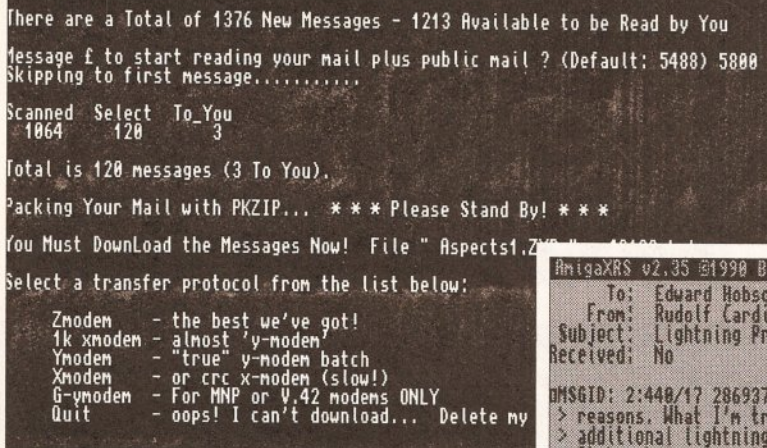 There are a Total of 1376 New Messages - 1213 Available to be Read by You
Message £ to start reading your mail plus public mail ? (Default: 5488) 5800
Skipping to first message...........
Scanned Select To_You
1064 120 3
Total is 120 messages (3 To You).
Packing Your Mail with PKZIP... * * * Please Stand By! * * *
You Must DownLoad the Messages Now! File " Aspects1.
Select a transfer protocol from the list below:
Zmodem - the best we've got!
1k xmodem - almost 'y-modem'
Ymodem - "true" y-modem batch
Xmodem - or crc x-modem (slow!)
G-ymodem - For MNP or V.42 modems ONLY
Quit - oops! I can't download... Delete my
AmigaXRS v2.35 ©1990 B
To: Edward Hobso
From: Rudolf Cardi
Subject: Lightning Pr
Received: No
MSGID: 2:440/17 286937
> reasons. What I'm tr
> additional lightning